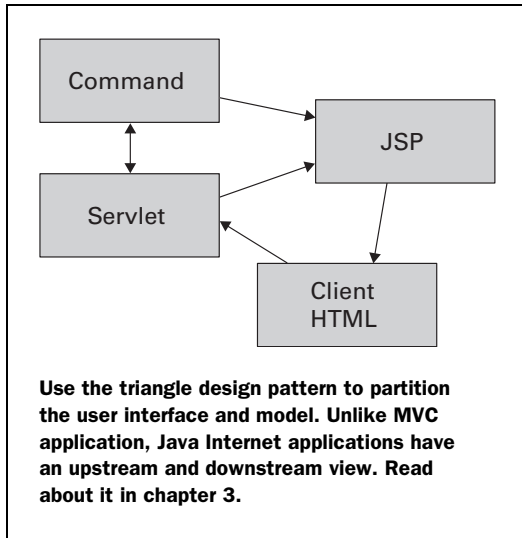 Command
JSP
Servlet
Client
HTML
Use the triangle design pattern to partition
the user interface and model. Unlike MVC
application, Java Internet applications have
an upstream and downstream view. Read
about it in chapter 3.